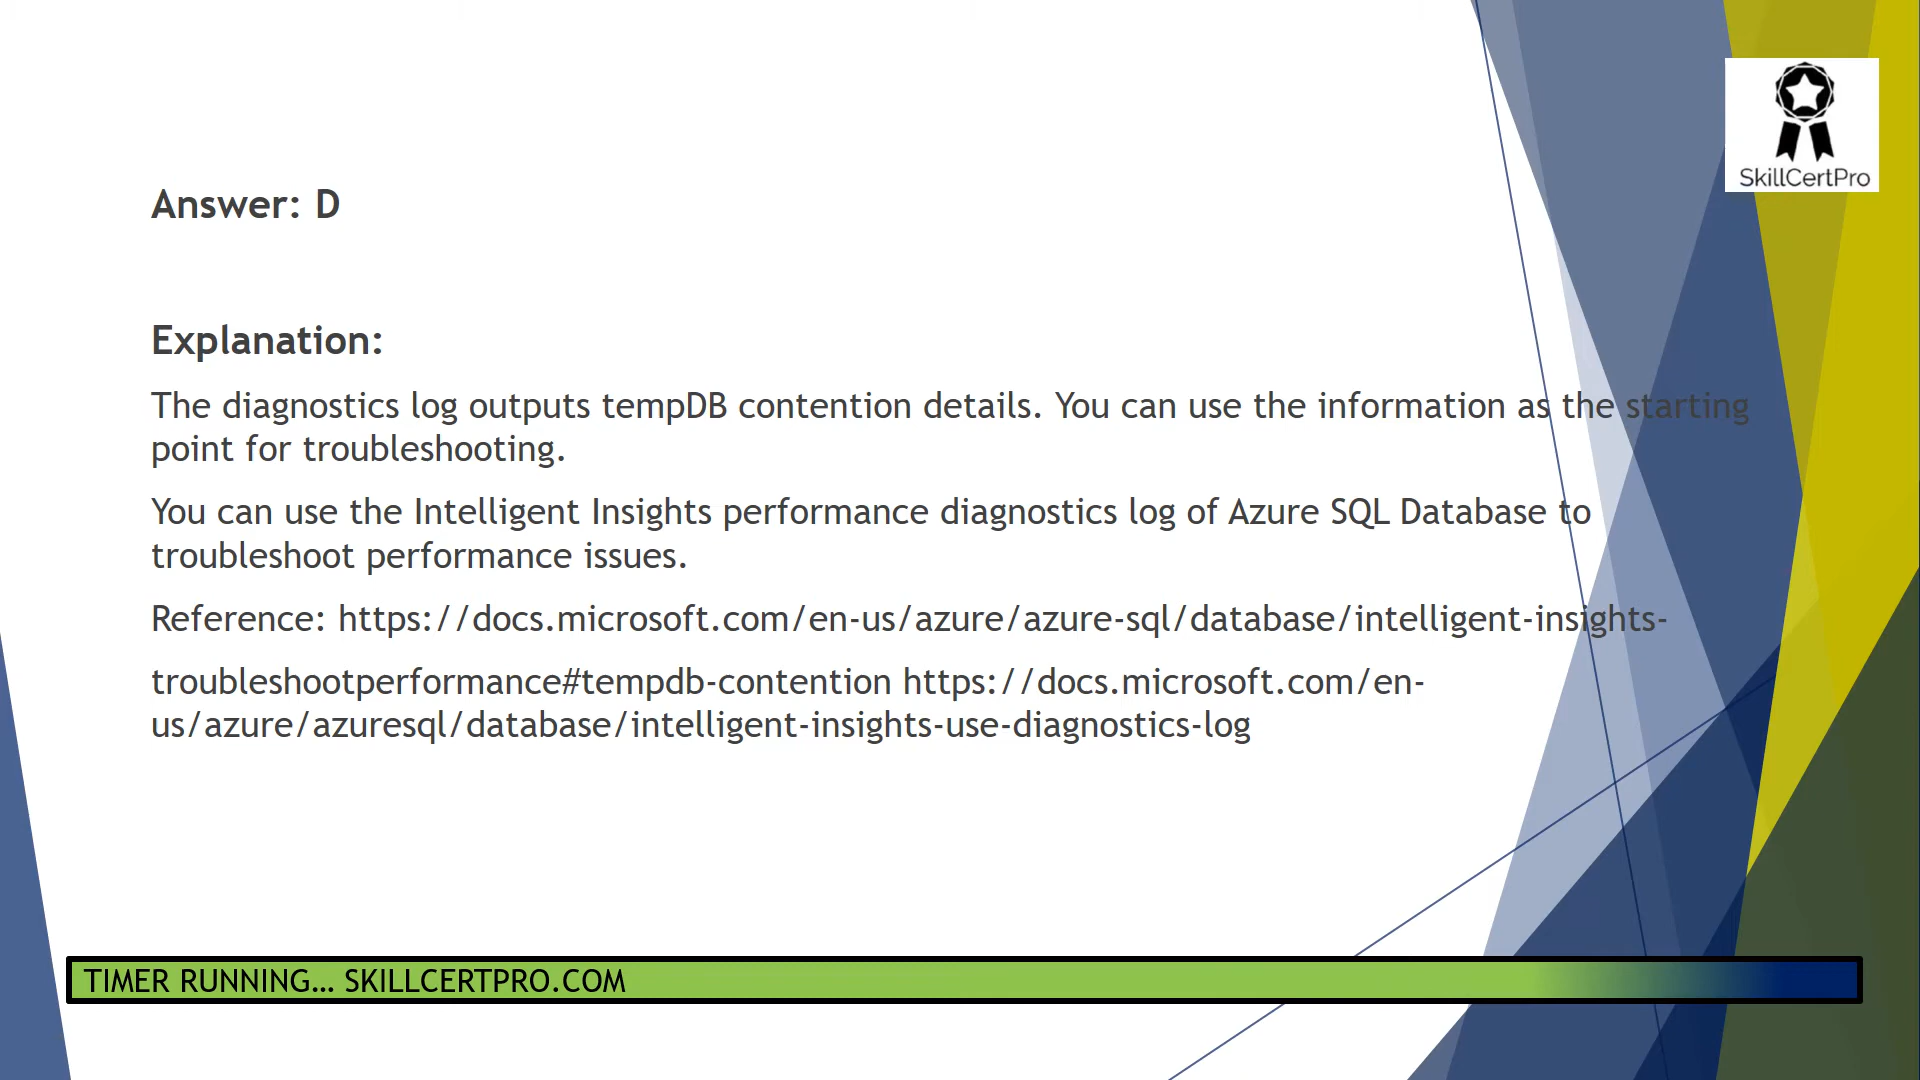 SkillCertPro
Answer: D
Explanation:
The diagnostics log outputs tempDB contention details. You can use the information as the starting
point for troubleshooting.
You can use the Intelligent Insights performance diagnostics log of Azure SQL Database to
troubleshoot performance issues.
Reference: https://docs.microsoft.com/en-us/azure/azure-sql/database/intelligent-insights-
troubleshootperformance#tempdb-contention https://docs.microsoft.com/en-
us/azure/azuresql/database/intelligent-insights-use-diagnostics-log
TIMER RUNNING... SKILLCERTPRO.COM